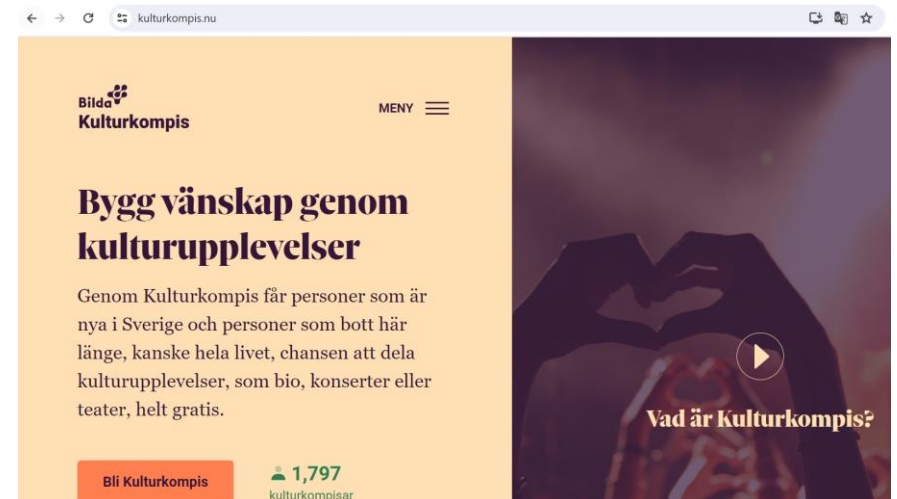 kulturkompis.nu
Bilda
Kulturkompis
MENY
Bygg vänskap genom
kulturupplevelser
Genom Kulturkompis får personer som är
nya i Sverige och personer som bott här
länge, kanske hela livet, chansen att dela
kulturupplevelser, som bio, konserter eller
teater, helt gratis.
Bli Kulturkompis
1,797
kulturkompisar
Vad är Kulturkompis?